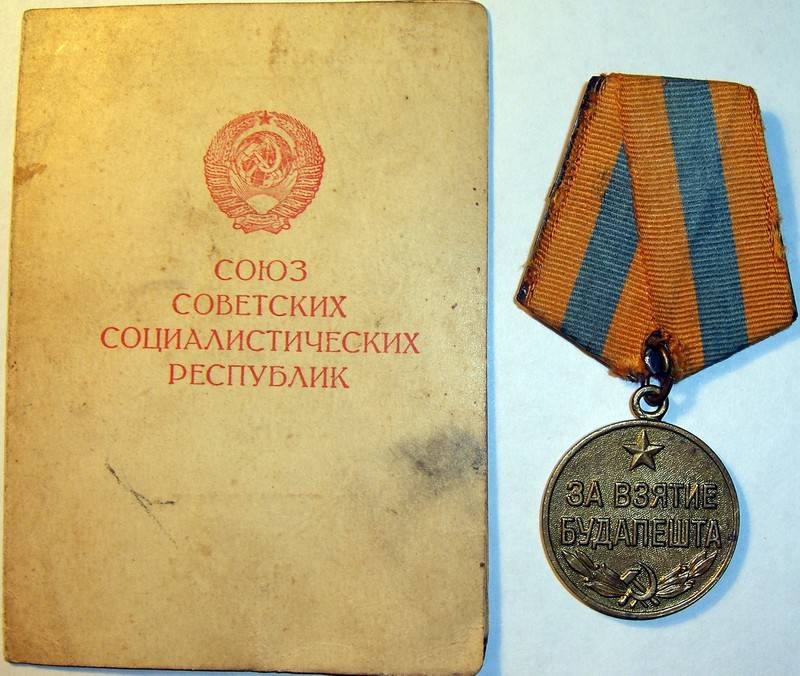 СОЮЗ
СОВЕТСКИХ
СОЦИАЛИСТИЧЕСКИХ
РЕСПУБЛИК
ЗА ВЗЯТИЕ
БУДАПЕШТА